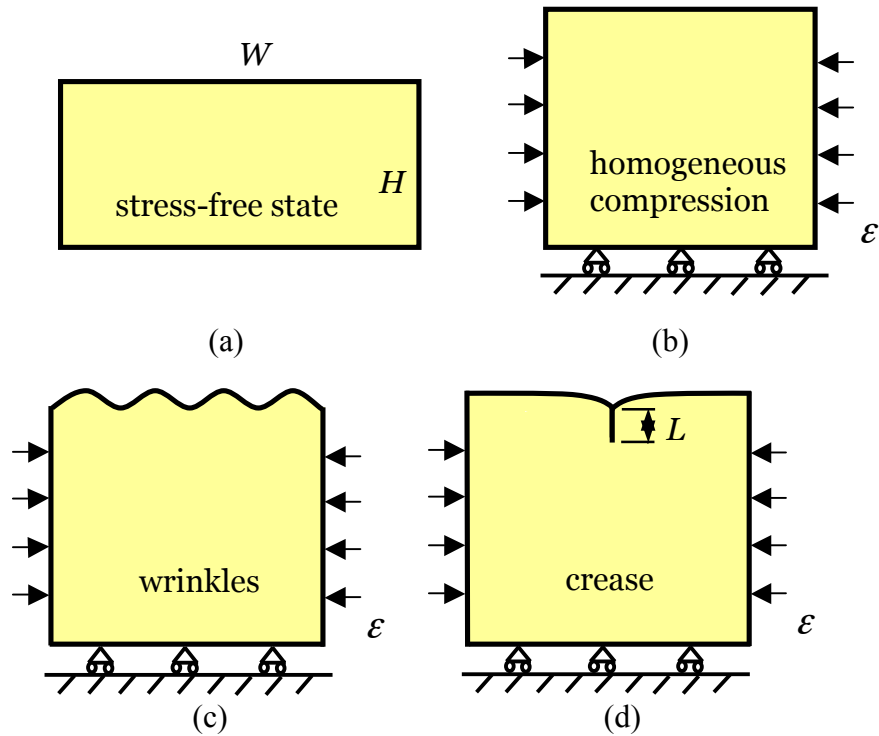 W
H
stress-free state
(a)
homogeneous
compression
ε
(b)
wrinkles
ε
(c)
L
crease
ε
(d)